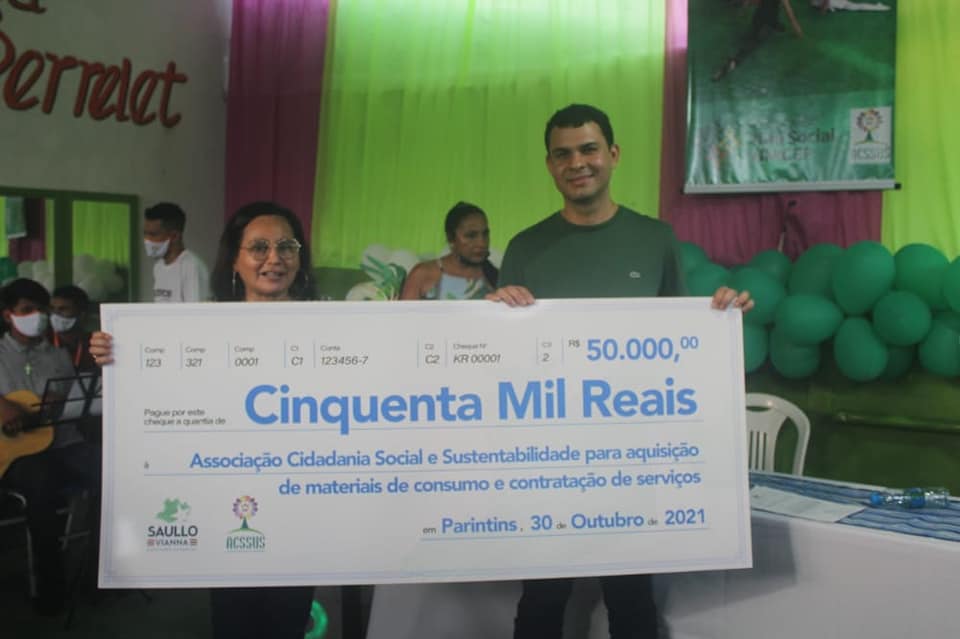 Perrelet
Social
ACSSUS
Comp Comp Comp C1 Conta C2 Cheque Nº C3 R$ 50.000,00
123 321 0001 C1 123456-7 C2 KR 00001 2
Pague por este
cheque a quantia de
Cinquenta Mil Reais
à Associação Cidadania Social e Sustentabilidade para aquisição
de materiais de consumo e contratação de serviços
SAULLO
VIANNA
ACSSUS
em Parintins, 30 de Outubro de 2021